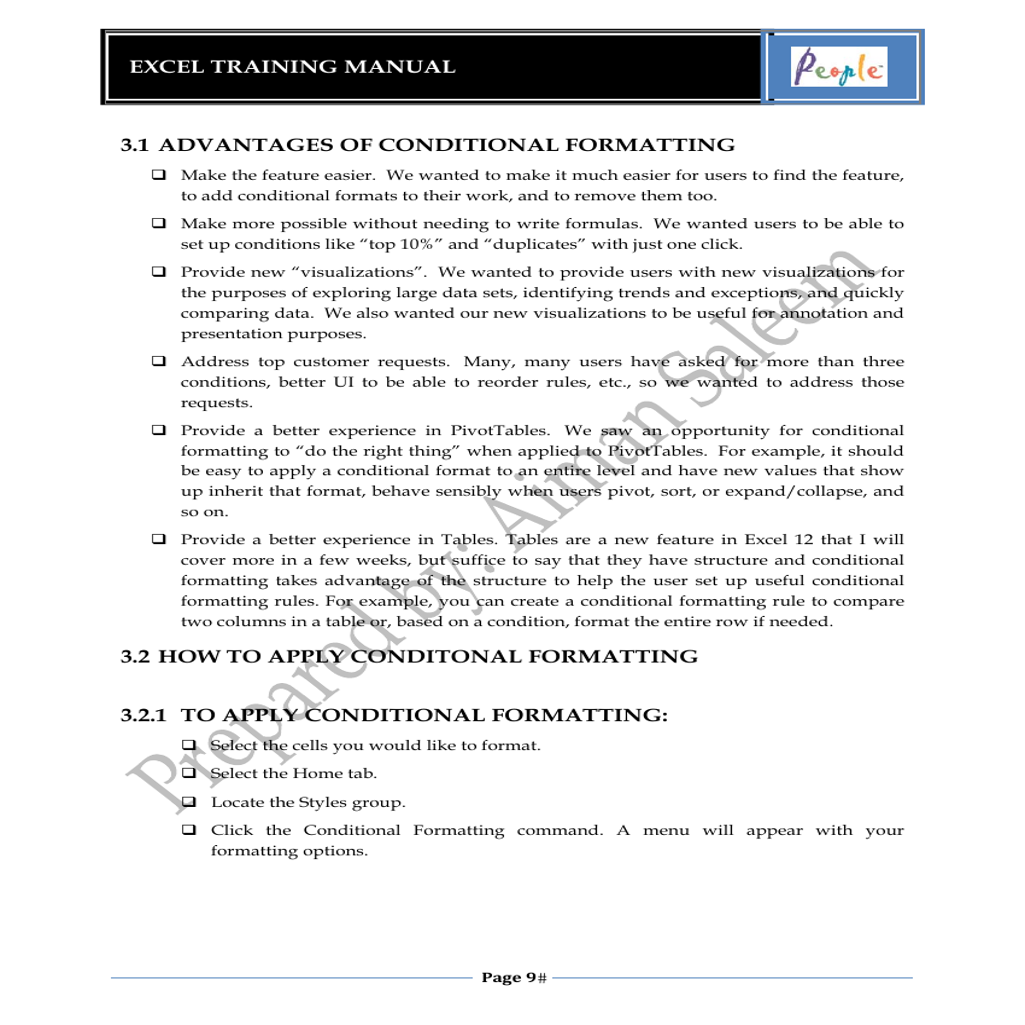 EXCEL TRAINING MANUAL
People
3.1 ADVANTAGES OF CONDITIONAL FORMATTING
Make the feature easier. We wanted to make it much easier for users to find the feature,
to add conditional formats to their work, and to remove them too.
Make more possible without needing to write formulas. We wanted users to be able to
set up conditions like “top 10%” and “duplicates” with just one click.
Provide new “visualizations”. We wanted to provide users with new visualizations for
the purposes of exploring large data sets, identifying trends and exceptions, and quickly
comparing data. We also wanted our new visualizations to be useful for annotation and
presentation purposes.
Address top customer requests. Many, many users have asked for more than three
conditions, better UI to be able to reorder rules, etc., so we wanted to address those
requests.
Provide a better experience in PivotTables. We saw an opportunity for conditional
formatting to “do the right thing” when applied to PivotTables. For example, it should
be easy to apply a conditional format to an entire level and have new values that show
up inherit that format, behave sensibly when users pivot, sort, or expand/collapse, and
so on.
Provide a better experience in Tables. Tables are a new feature in Excel 12 that I will
cover more in a few weeks, but suffice to say that they have structure and conditional
formatting takes advantage of the structure to help the user set up useful conditional
formatting rules. For example, you can create a conditional formatting rule to compare
two columns in a table or, based on a condition, format the entire row if needed.
3.2 HOW TO APPLY CONDITONAL FORMATTING
3.2.1 TO APPLY CONDITIONAL FORMATTING:
Select the cells you would like to format.
Select the Home tab.
Locate the Styles group.
Click the Conditional Formatting command. A menu will appear with your
formatting options.
Prepared by: Aiman Saleem
Page 9#